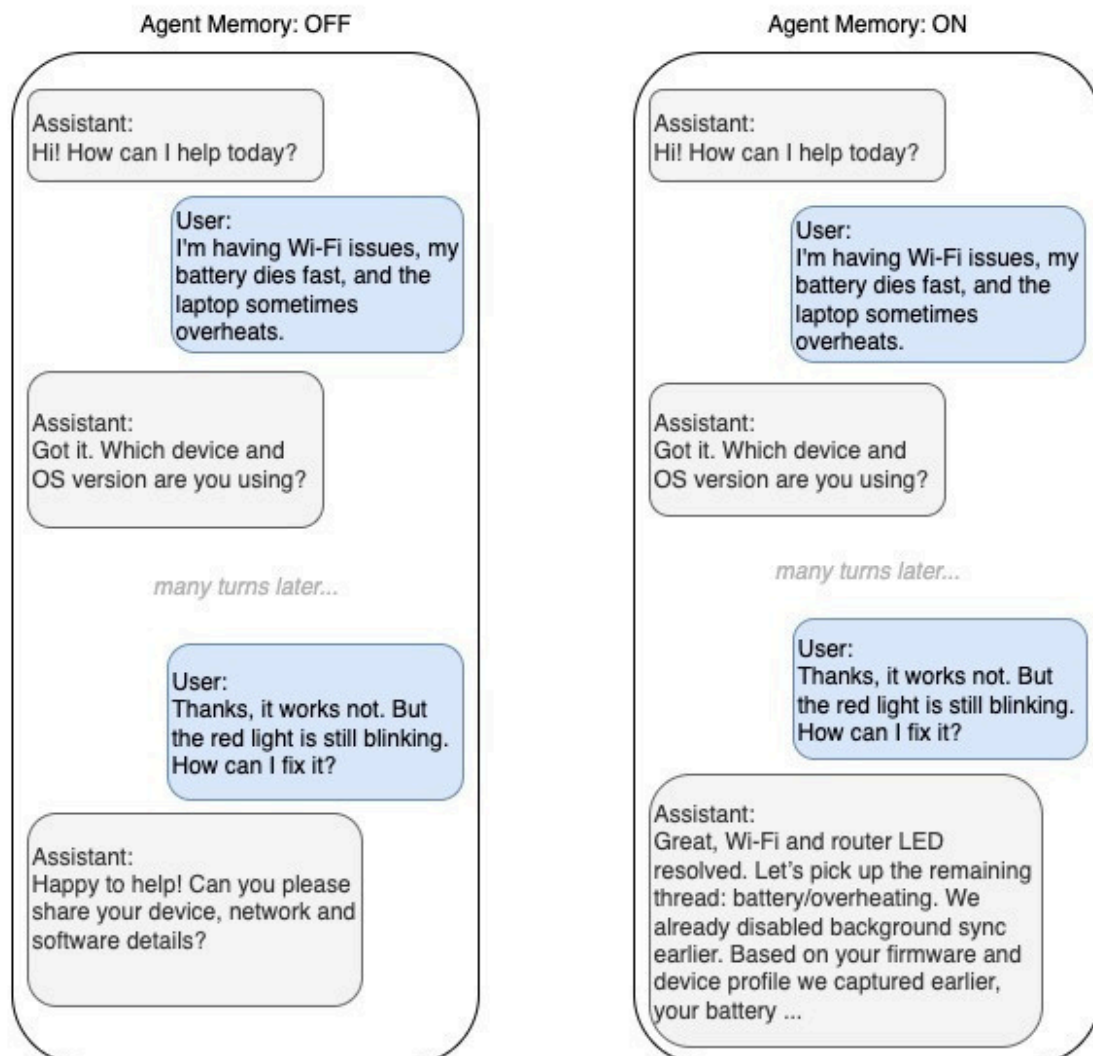 Agent Memory: OFF
Assistant:
Hi! How can I help today?
User:
I'm having Wi-Fi issues, my
battery dies fast, and the
laptop sometimes
overheats.
Assistant:
Got it. Which device and
OS version are you using?
many turns later...
User:
Thanks, it works not. But
the red light is still blinking.
How can I fix it?
Assistant:
Happy to help! Can you please
share your device, network and
software details?
Agent Memory: ON
Assistant:
Hi! How can I help today?
User:
I'm having Wi-Fi issues, my
battery dies fast, and the
laptop sometimes
overheats.
Assistant:
Got it. Which device and
OS version are you using?
many turns later...
User:
Thanks, it works not. But
the red light is still blinking.
How can I fix it?
Assistant:
Great, Wi-Fi and router LED
resolved. Let’s pick up the remaining
thread: battery/overheating. We
already disabled background sync
earlier. Based on your firmware and
device profile we captured earlier,
your battery ...